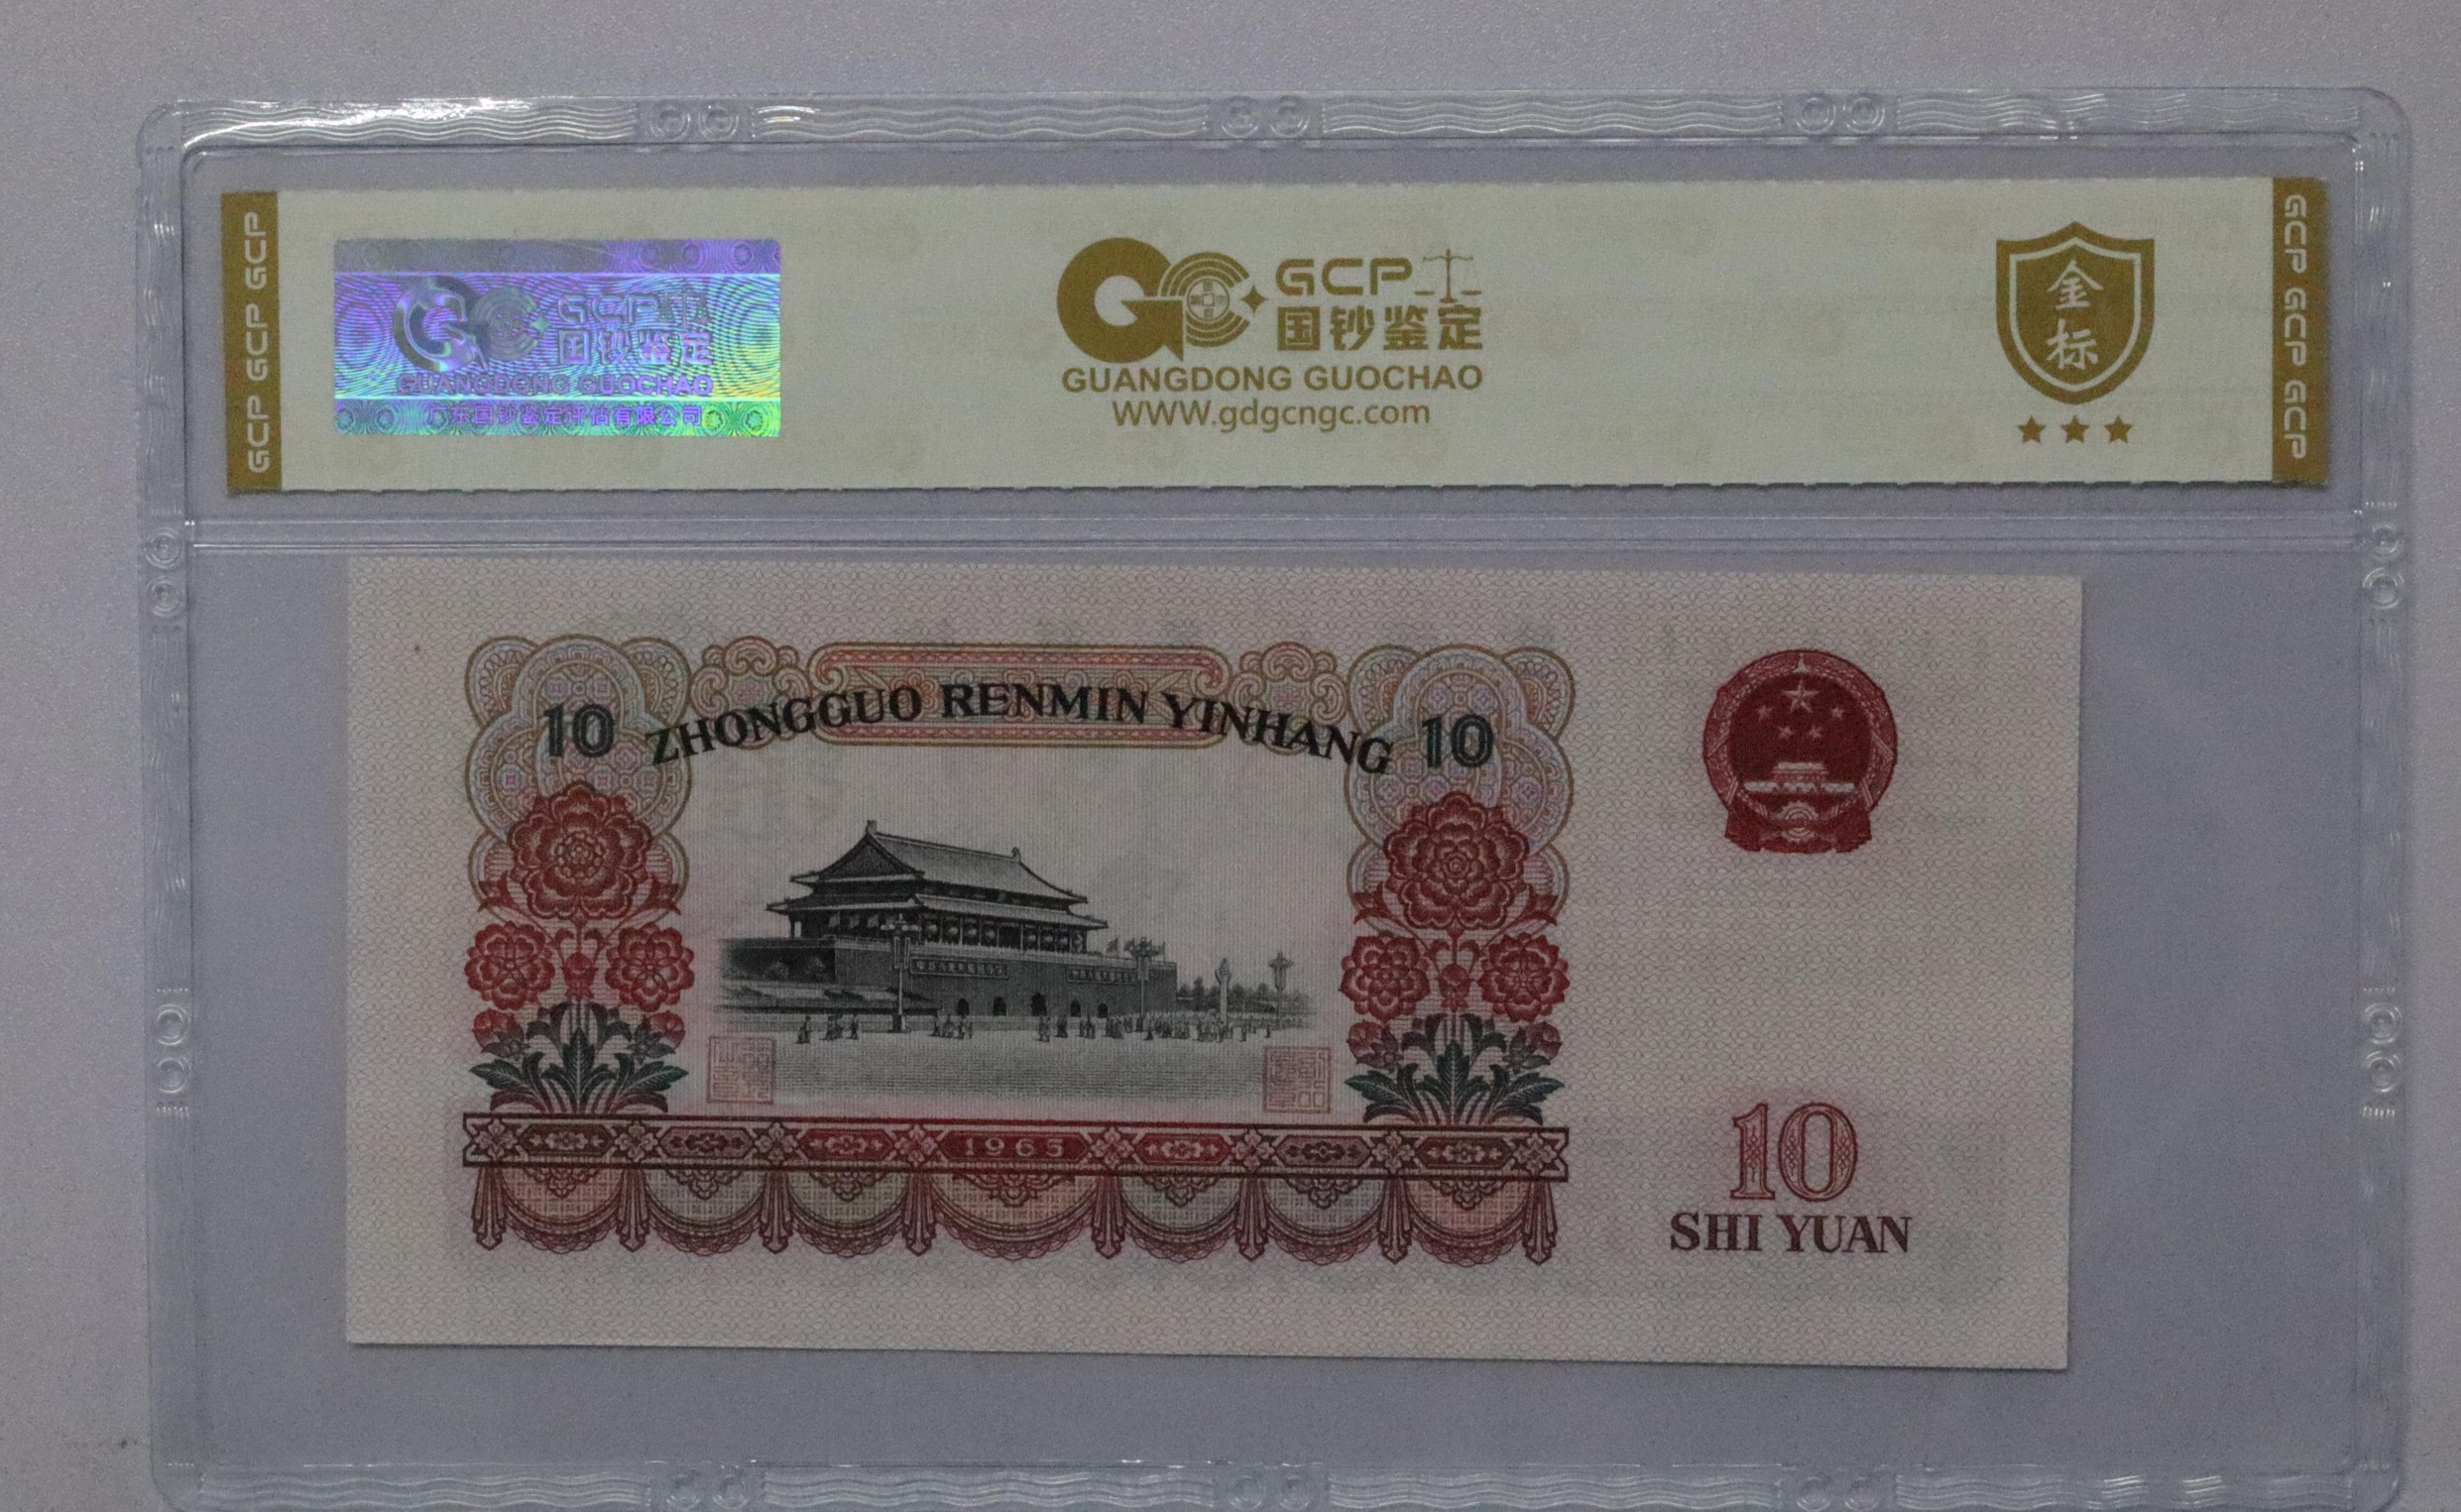 GCP GCP GCP
GCP
国钞鉴定
GUANGDONG GUOCHAO
广东国钞鉴定评估有限公司
GCP
国钞鉴定
GUANGDONG GUOCHAO
WWW.gdgcngc.com
金
标
GCP GCP GCP
10 ZHONGGUO RENMIN YINHANG 10
1965
10
SHI YUAN